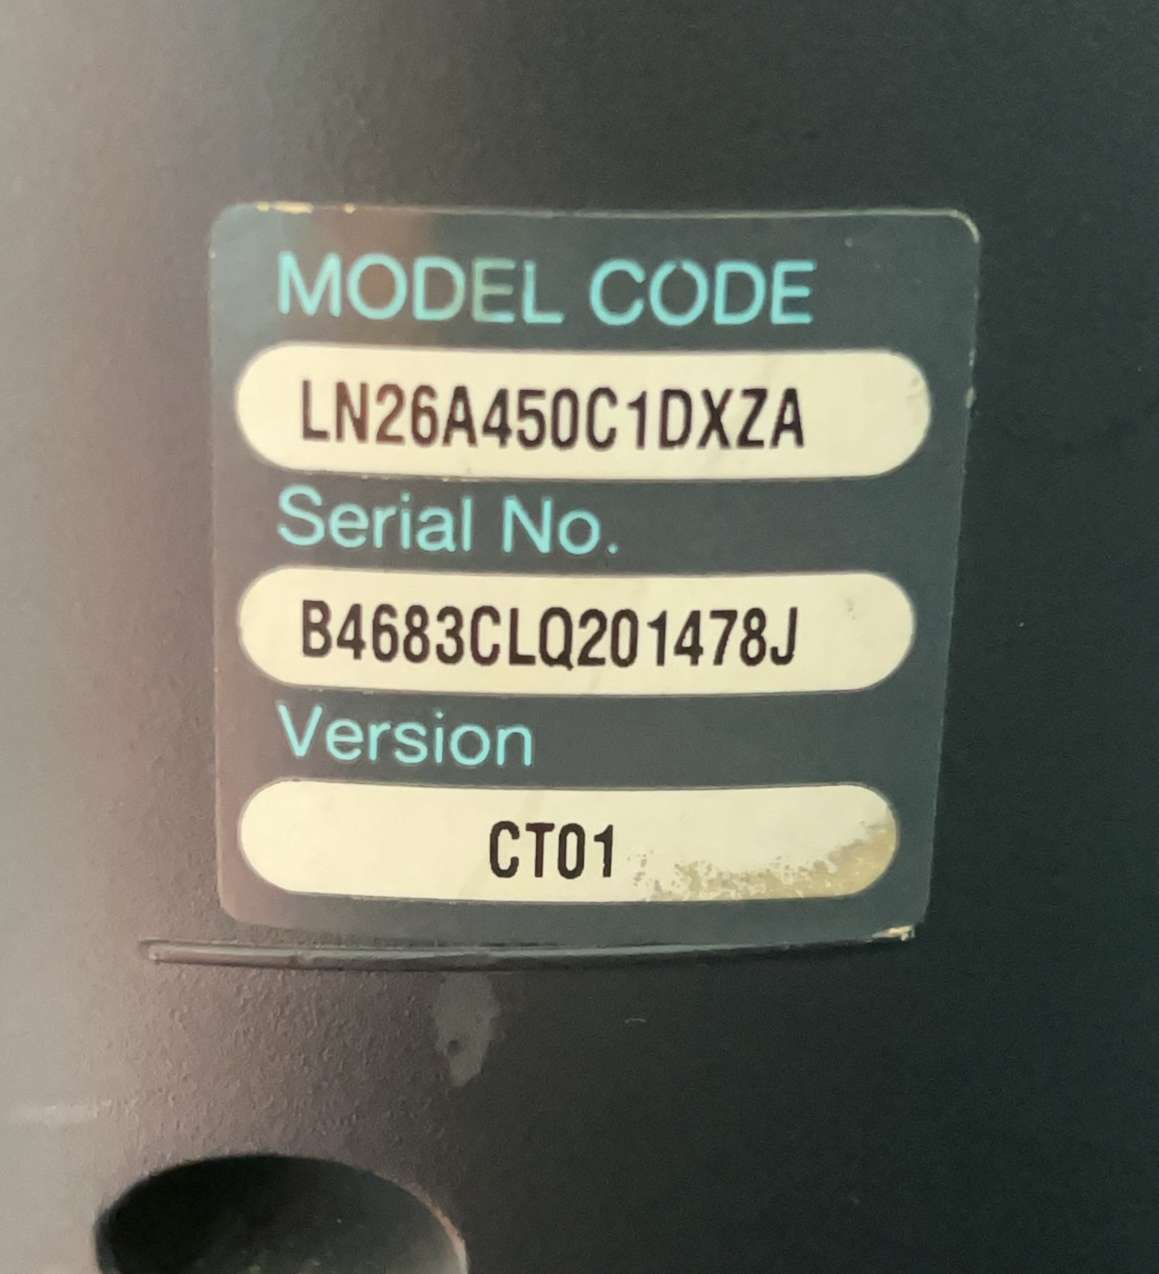 MODEL CODE
LN26A450C1DXZA
Serial No.
B4683CLQ201478J
Version
CT01